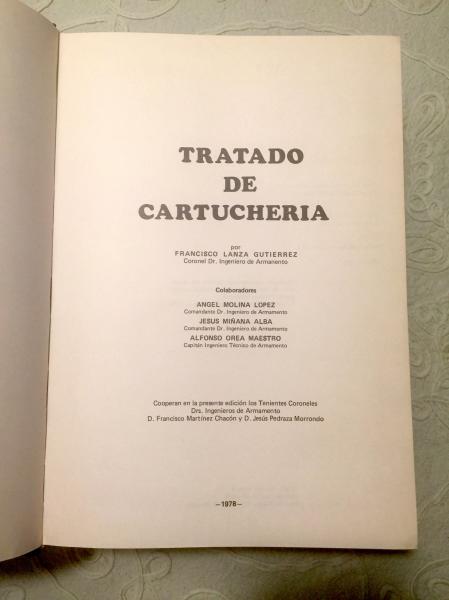 TRATADO
DE
CARTUCHERIA
por
FRANCISCO LANZA GUTIERREZ
Coronel Dr. Ingeniero de Armanento
Colaboradores
ANGEL MOLINA LOPEZ
Comandante Dr. Ingeniero de Armamento
JESUS MIÑANA ALBA
Comandante Dr. Ingeniero de Armamento
ALFONSO OREA MAESTRO
Capitán Ingeniero Técnico de Armamento
Cooperan en la presente edición los Tenientes Coroneles
Drs. Ingenieros de Armamento
D. Francisco Martínez Chacón y D. Jesús Pedraza Morrondo
—1978—